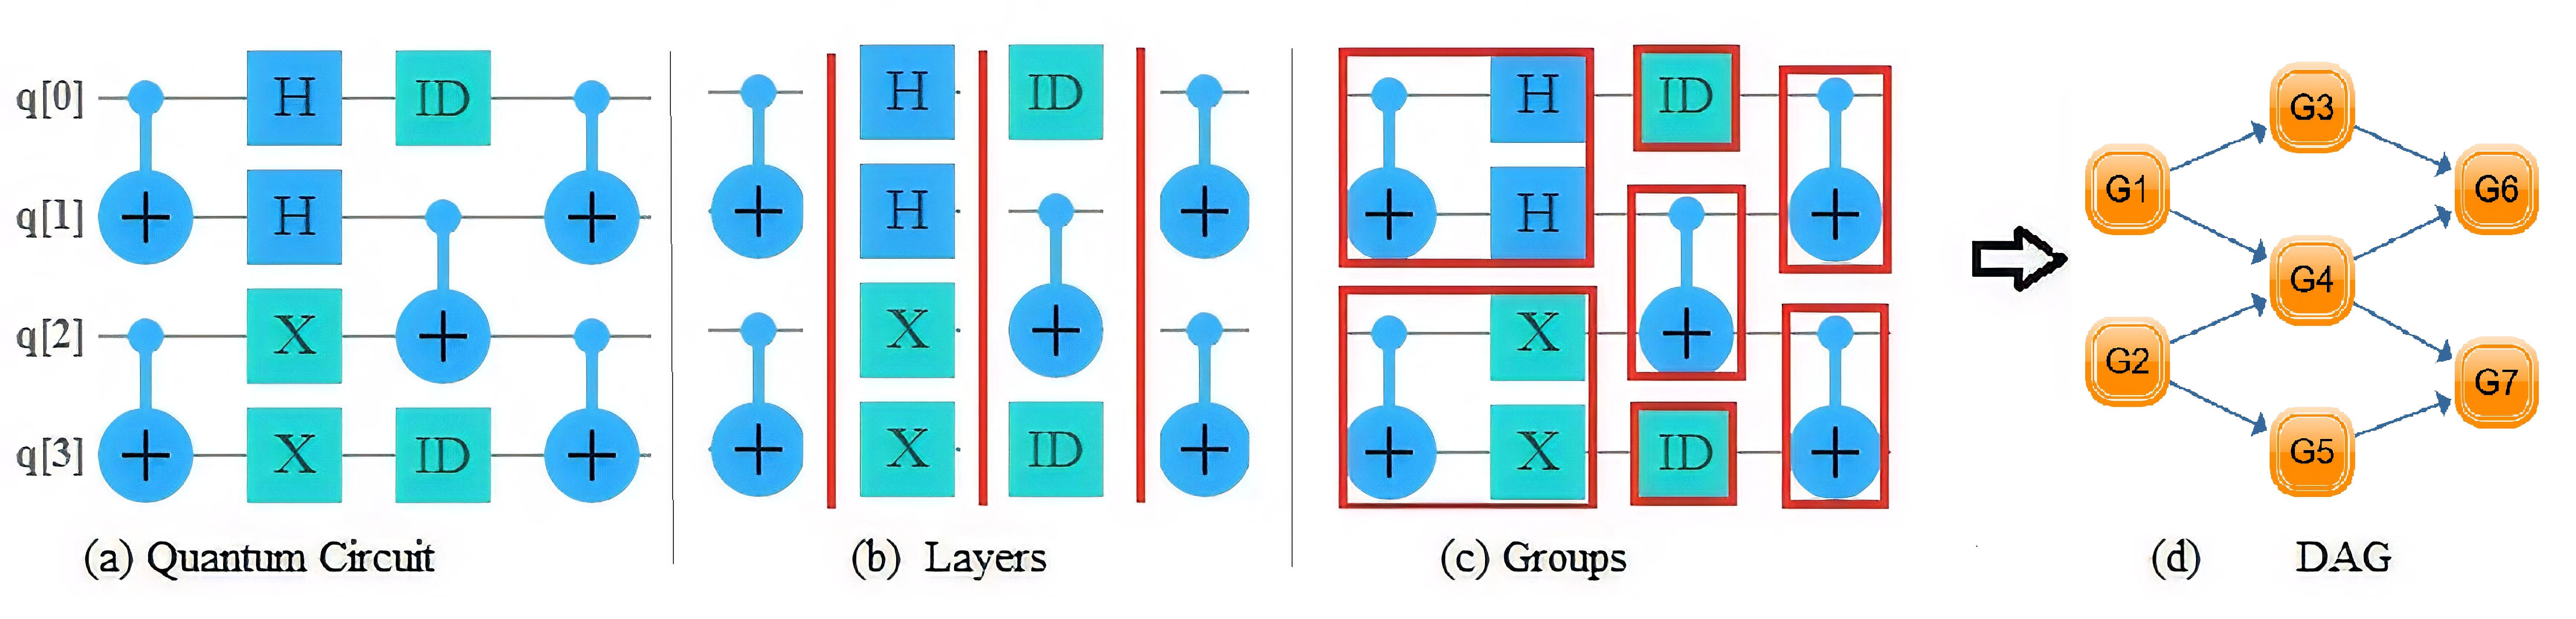 q[0]
q[1]
q[2]
q[3]
H
ID
H
X
X
ID
(a) Quantum Circuit
H
ID
H
X
X
ID
(b) Layers
H
ID
H
X
X
ID
(c) Groups
G1
G2
G3
G4
G5
G6
G7
(d) DAG